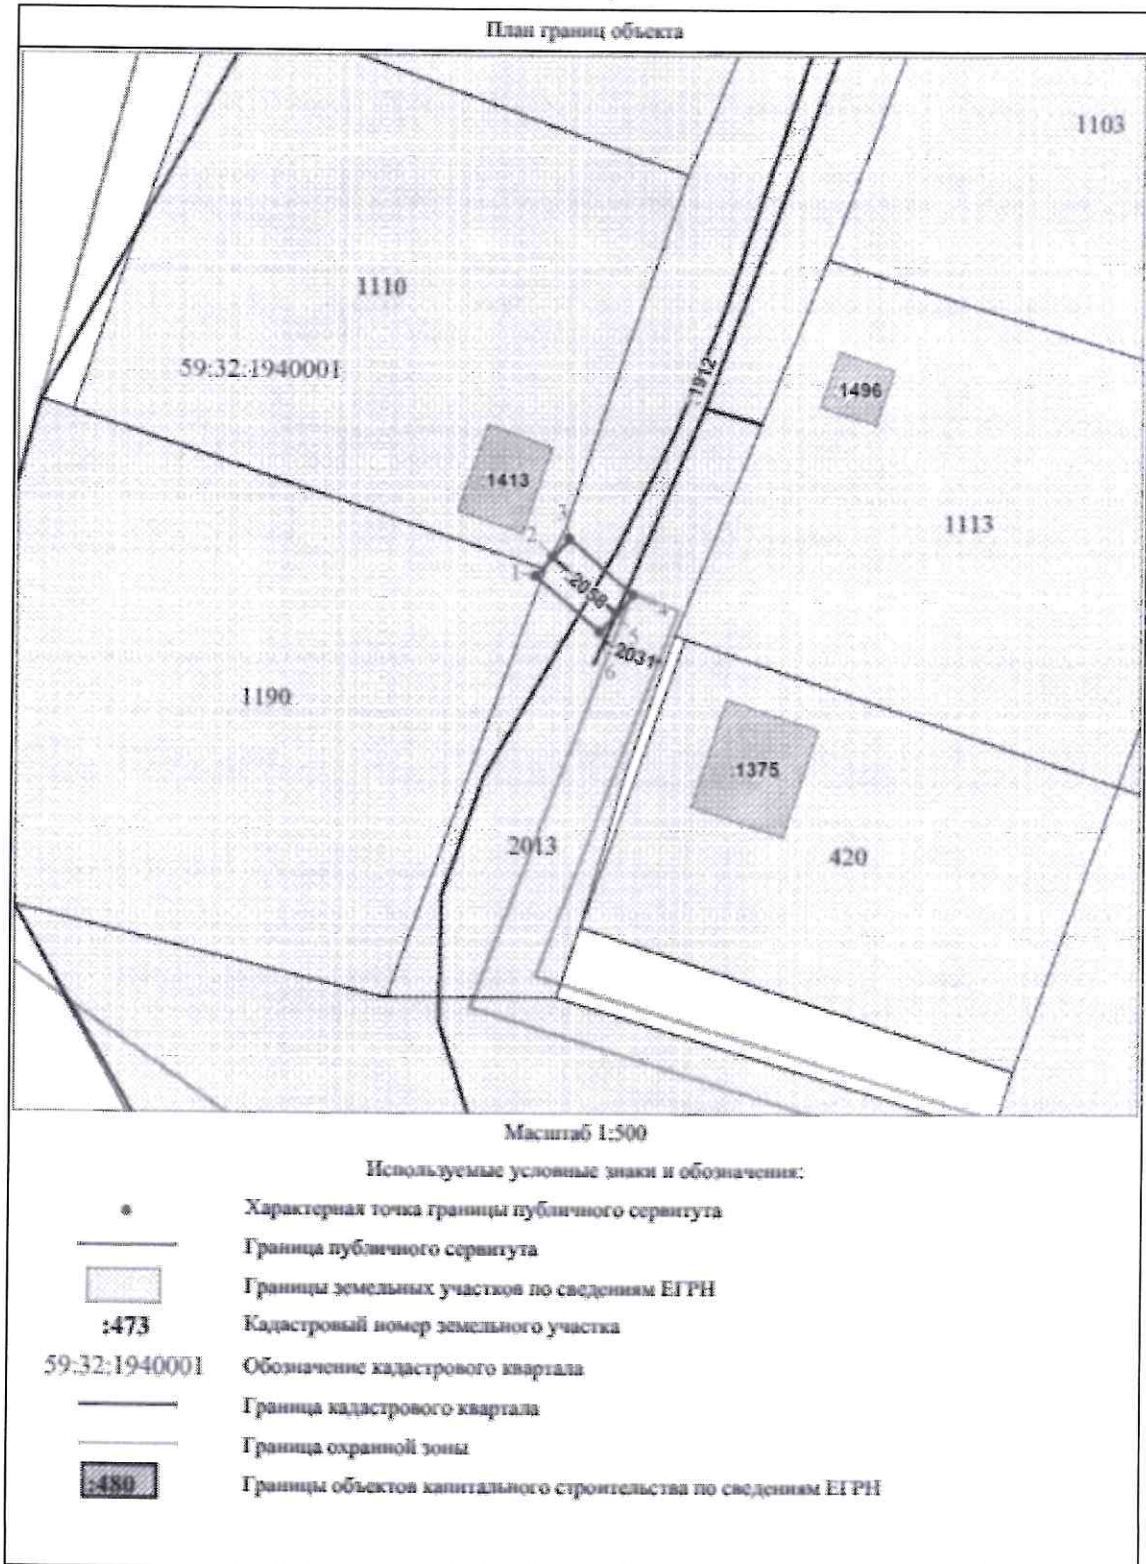 План границ объекта
1103
1110
59:32:1940001
.1912
.1496
.1413
1113
3
2
1
.2058
4
5
.2031
6
1190
.1375
2013
420
Масштаб 1:500
Используемые условные знаки и обозначения:
Характерная точка границы публичного сервитута
Граница публичного сервитута
Границы земельных участков по сведениям ЕГРН
:473 Кадастровый номер земельного участка
59:32:1940001 Обозначение кадастрового квартала
Граница кадастрового квартала
Граница охранной зоны
:480 Границы объектов капитального строительства по сведениям ЕГРН